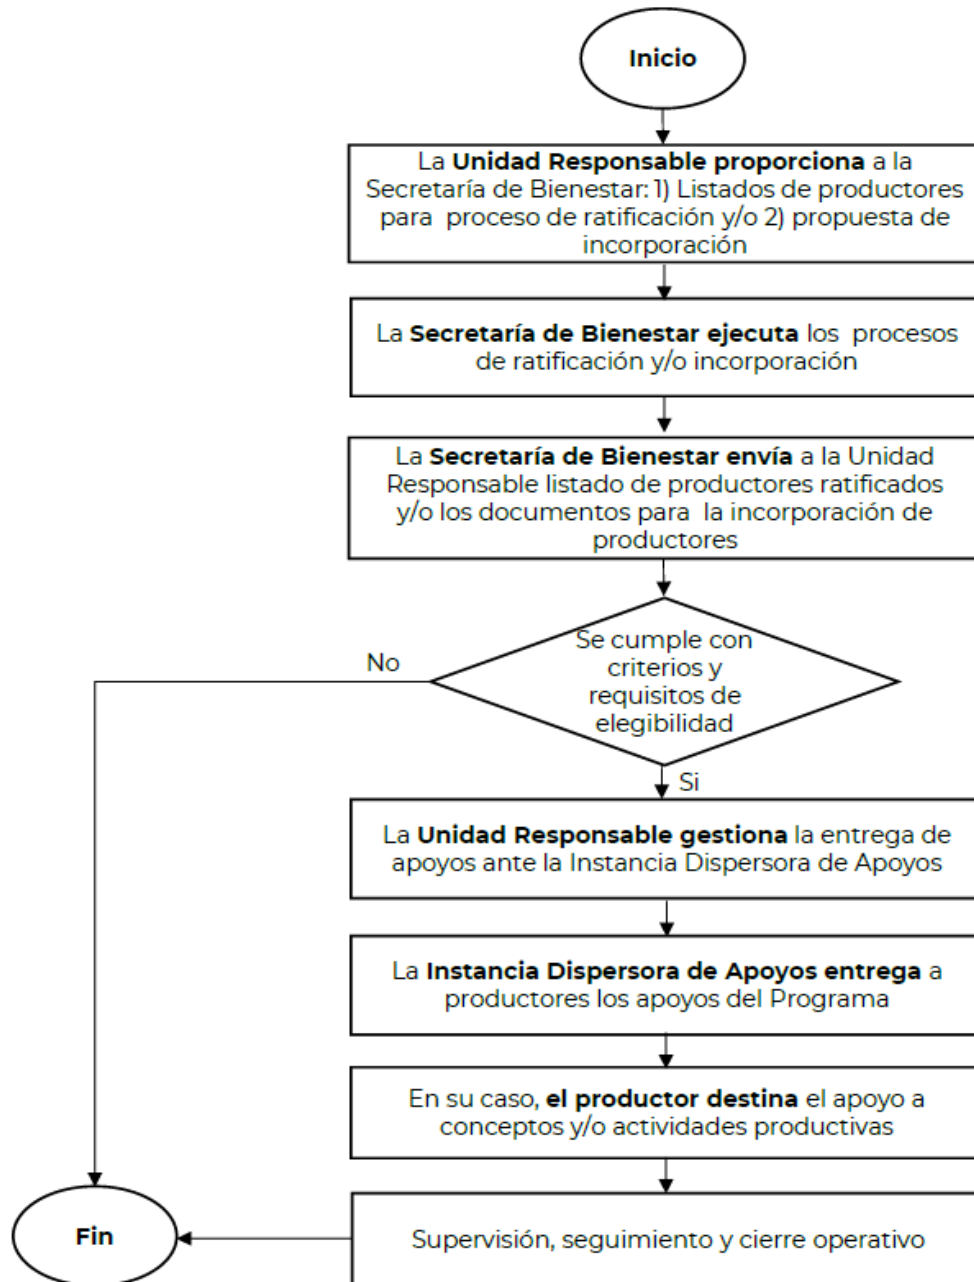 Inicio
La Unidad Responsable proporciona a la
Secretaría de Bienestar: 1) Listados de productores
para proceso de ratificación y/o 2) propuesta de
incorporación
La Secretaría de Bienestar ejecuta los procesos
de ratificación y/o incorporación
La Secretaría de Bienestar envía a la Unidad
Responsable listado de productores ratificados
y/o los documentos para la incorporación de
productores
Se cumple con
criterios y
requisitos de
elegibilidad
No
Si
La Unidad Responsable gestiona la entrega de
apoyos ante la Instancia Dispersora de Apoyos
La Instancia Dispersora de Apoyos entrega a
productores los apoyos del Programa
En su caso, el productor destina el apoyo a
conceptos y/o actividades productivas
Supervisión, seguimiento y cierre operativo
Fin